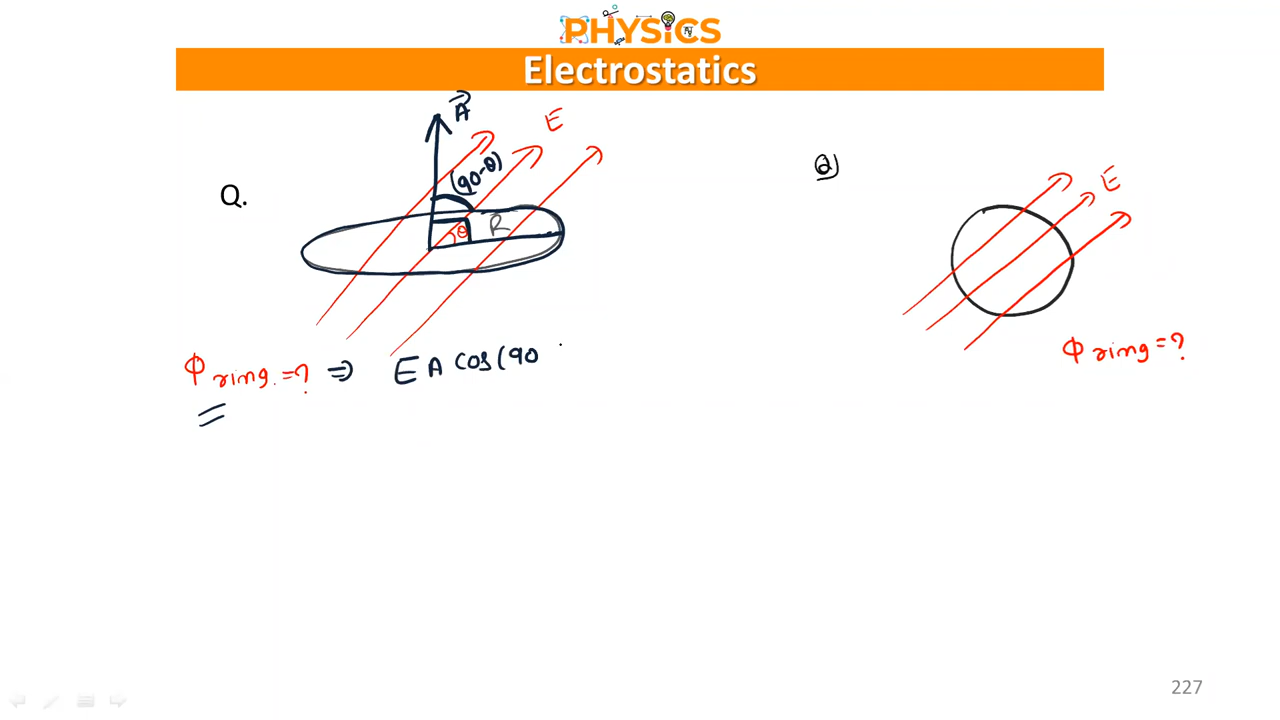 PHYSICS
Electrostatics
A
E
(90-θ)
Q.
θ
R
Φ ring. =? ⇒ E A cos(90
Q)
E
Φ ring=?
227